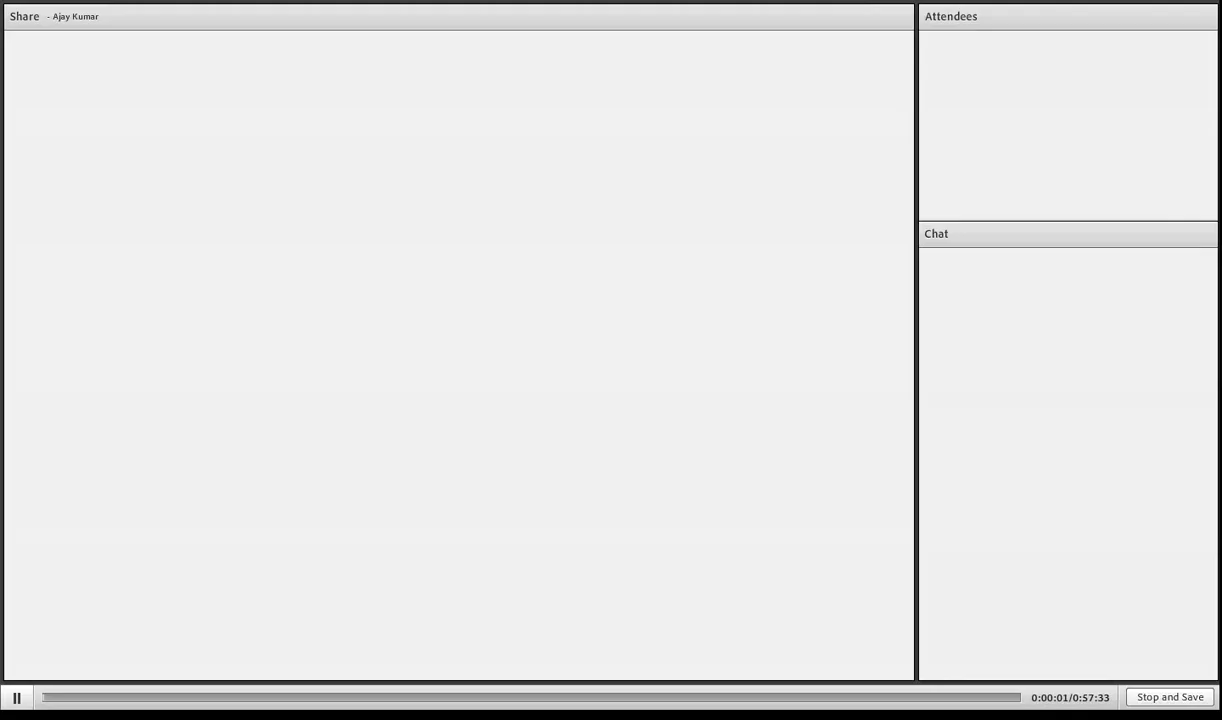 Share - Ajay Kumar
Attendees
Chat
0:00:01/0:57:33
Stop and Save